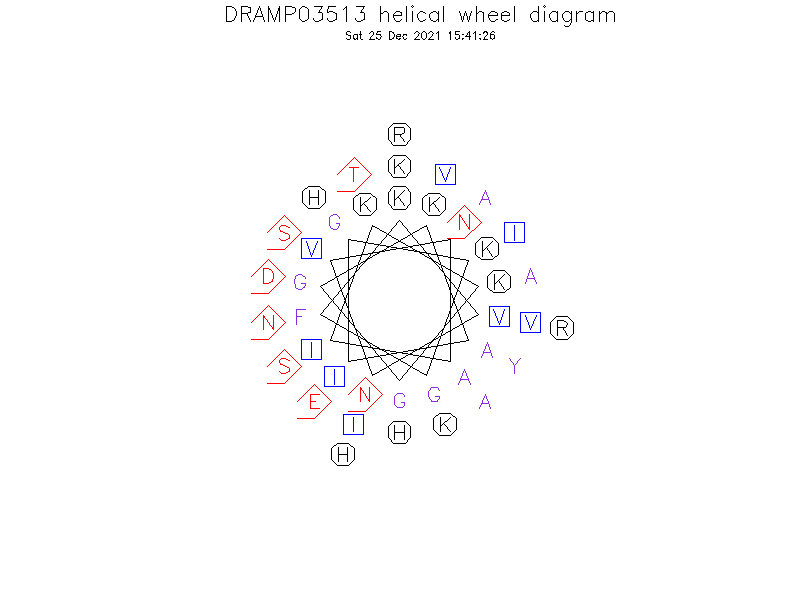 DRAMP03513 helical wheel diagram
Sat 25 Dec 2021 15:41:26
R
T K V
H K K K A
G N I
S V K
D G K A
N F V V R
I A
S I A Y
E N G G A
I H K
H